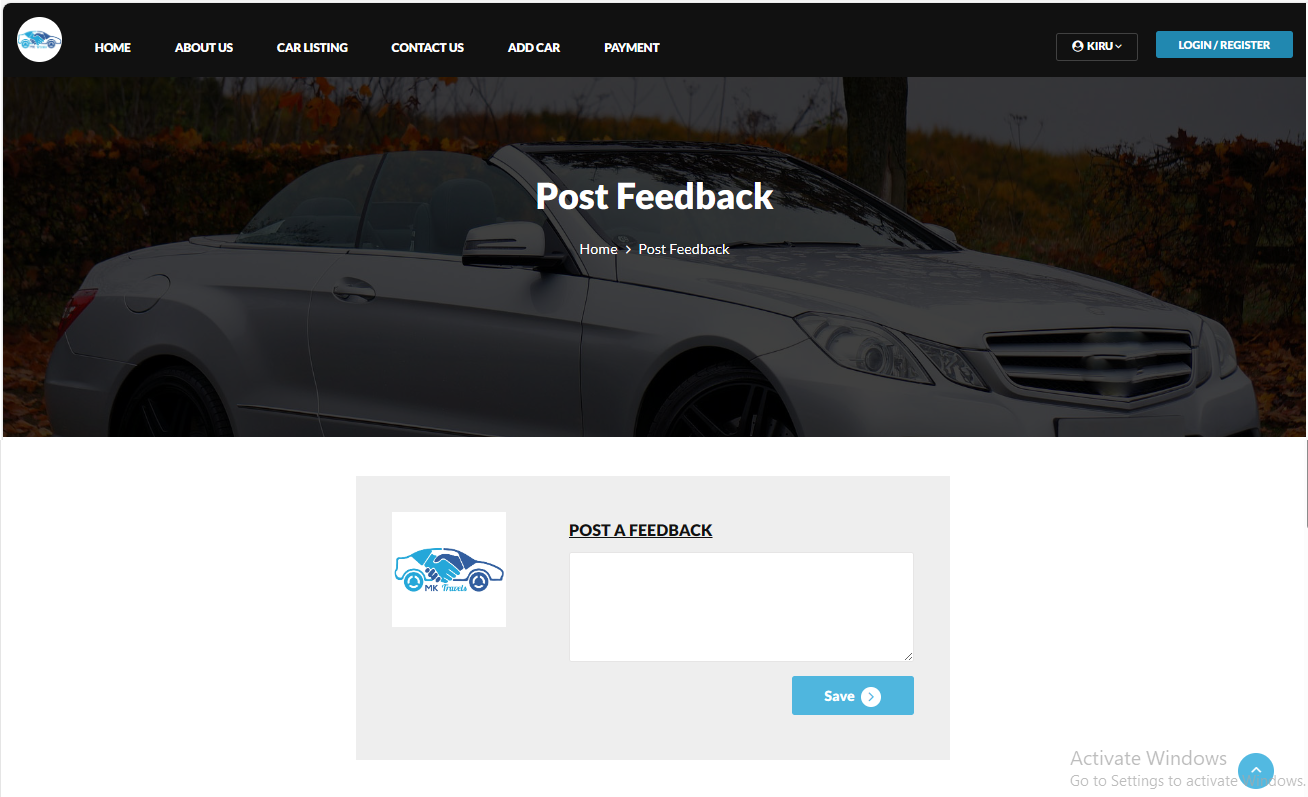 HOME ABOUT US CAR LISTING CONTACT US ADD CAR PAYMENT KIRU LOGIN / REGISTER
Post Feedback
Home > Post Feedback
POST A FEEDBACK
MK Travels
Save
Activate Windows
Go to Settings to activate Windows.